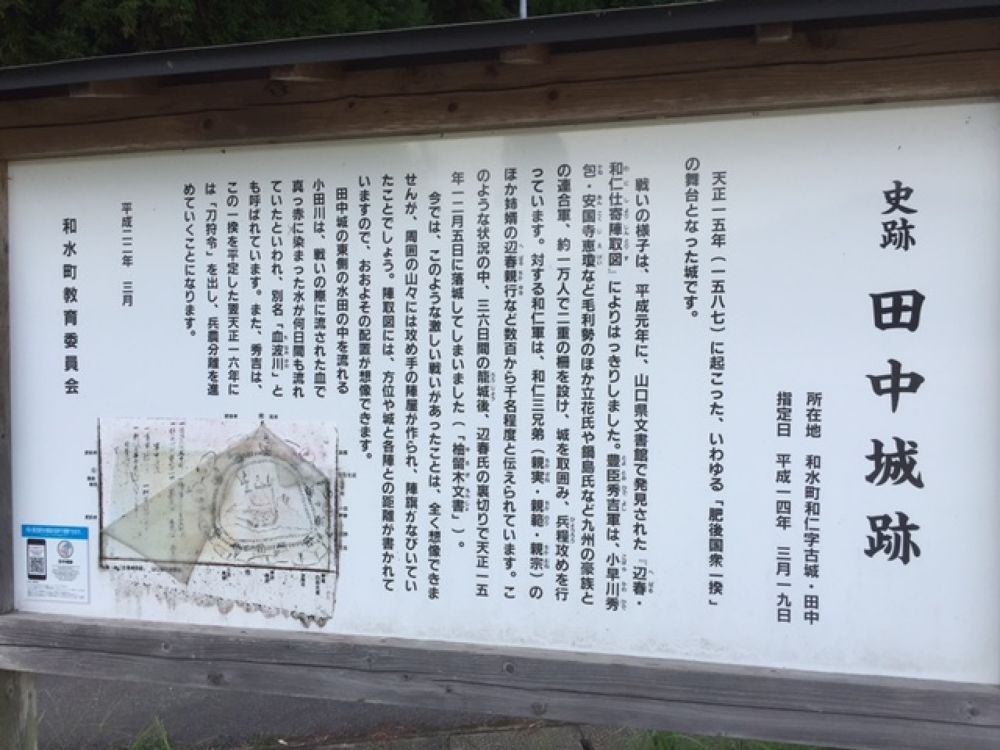 史跡 田中城跡
所在地 和水町和仁字古城・田中
指定日 平成一四年 三月一九日
天正一五年（一五八七）に起こった、いわゆる「肥後国衆一揆」
の舞台となった城です。
戦いの様子は、平成元年に、山口県文書館で発見された『辺春・
和仁仕寄陣取図』によりはっきりしました。豊臣秀吉軍は、小早川秀
包・安国寺恵瓊など毛利勢のほか立花氏や鍋島氏など九州の豪族と
の連合軍、約一万人で二重の柵を設け、城を取囲み、兵糧攻めを行
っています。対する和仁軍は、和仁三兄弟（親実・親範・親宗）の
ほか姉婿の辺春親行など数百から千名程度と伝えられています。こ
のような状況の中、三六日間の籠城後、辺春氏の裏切りで天正一五
年一二月五日に落城してしまいました（「柚留木文書」）。
今では、このような激しい戦いがあったことは、全く想像できま
せんが、周囲の山々には攻め手の陣屋が作られ、陣旗がなびいてい
たことでしょう。陣取図には、方位や城と各陣との距離が書かれて
いますので、おおよその配置が想像できます。
田中城の東側の水田の中を流れる
小田川は、戦いの際に流された血で
真っ赤に染まった水が何日間も流れ
ていたといわれ、別名「血波川」と
も呼ばれています。また、秀吉は、
この一揆を平定した翌天正一六年に
は「刀狩令」を出し、兵農分離を進
めていくことになります。
平成二二年 三月
和水町教育委員会